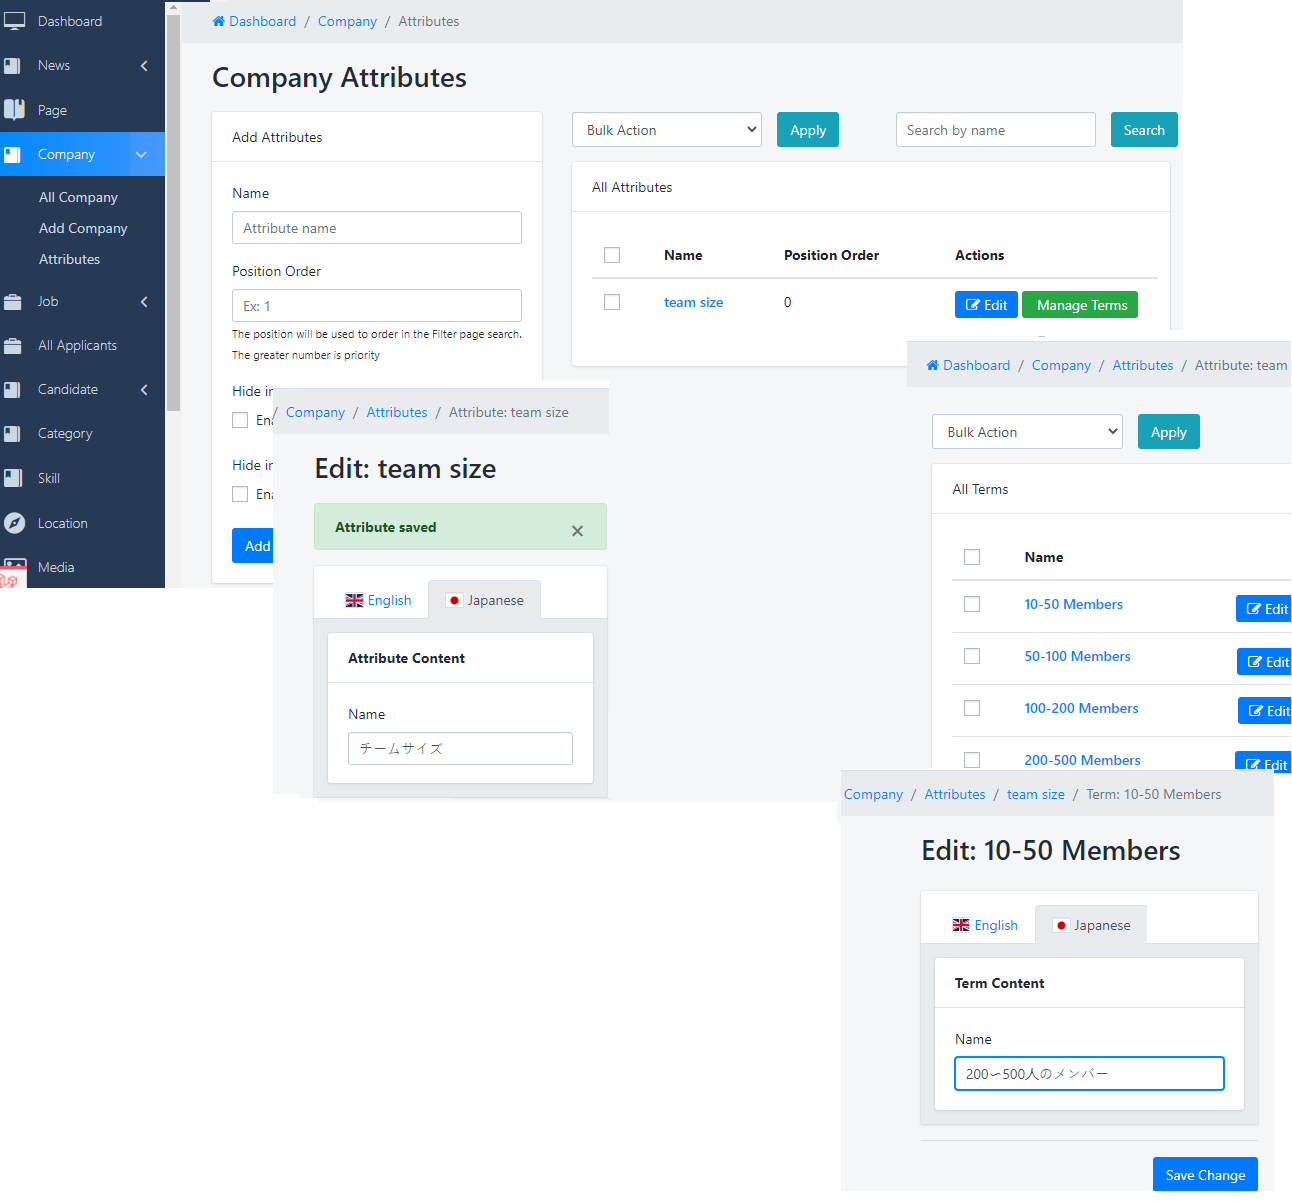 Dashboard
News
Page
Company
All Company
Add Company
Attributes
Job
All Applicants
Candidate
Category
Skill
Location
Media
Dashboard / Company / Attributes
Company Attributes
Add Attributes
Name
Attribute name
Position Order
Ex: 1
The position will be used to order in the Filter page search.
The greater number is priority
Hide in
Ena
Hide in
Ena
Add
Bulk Action
Apply
Search by name
Search
All Attributes
Name Position Order Actions
team size 0 Edit Manage Terms
/ Company / Attributes / Attribute: team size
Edit: team size
Attribute saved ×
English Japanese
Attribute Content
Name
チームサイズ
Dashboard / Company / Attributes / Attribute: team
Bulk Action
Apply
All Terms
Name
10-50 Members Edit
50-100 Members Edit
100-200 Members Edit
200-500 Members Edit
Company / Attributes / team size / Term: 10-50 Members
Edit: 10-50 Members
English Japanese
Term Content
Name
200〜500人のメンバー
Save Change